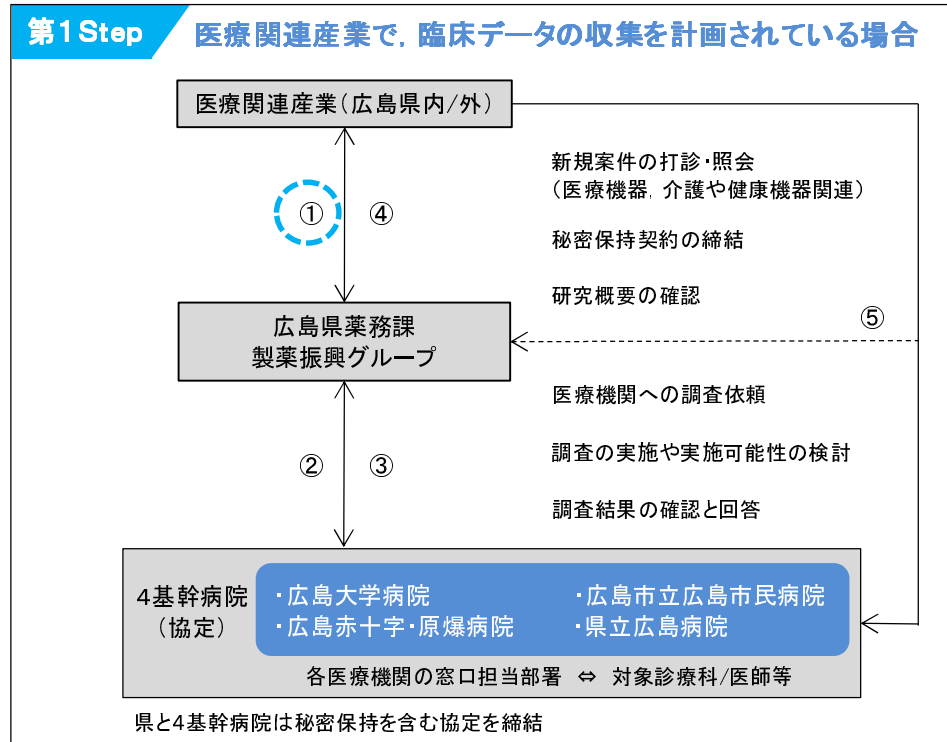 第1Step
医療関連産業で，臨床データの収集を計画されている場合
医療関連産業（広島県内/外）
新規案件の打診・照会
（医療機器，介護や健康機器関連）
① ④
秘密保持契約の締結
研究概要の確認
⑤
広島県薬務課
製薬振興グループ
医療機関への調査依頼
② ③
調査の実施や実施可能性の検討
調査結果の確認と回答
4基幹病院
（協定）
・広島大学病院 ・広島市立広島市民病院
・広島赤十字・原爆病院 ・県立広島病院
各医療機関の窓口担当部署 ⇔ 対象診療科/医師等
県と4基幹病院は秘密保持を含む協定を締結